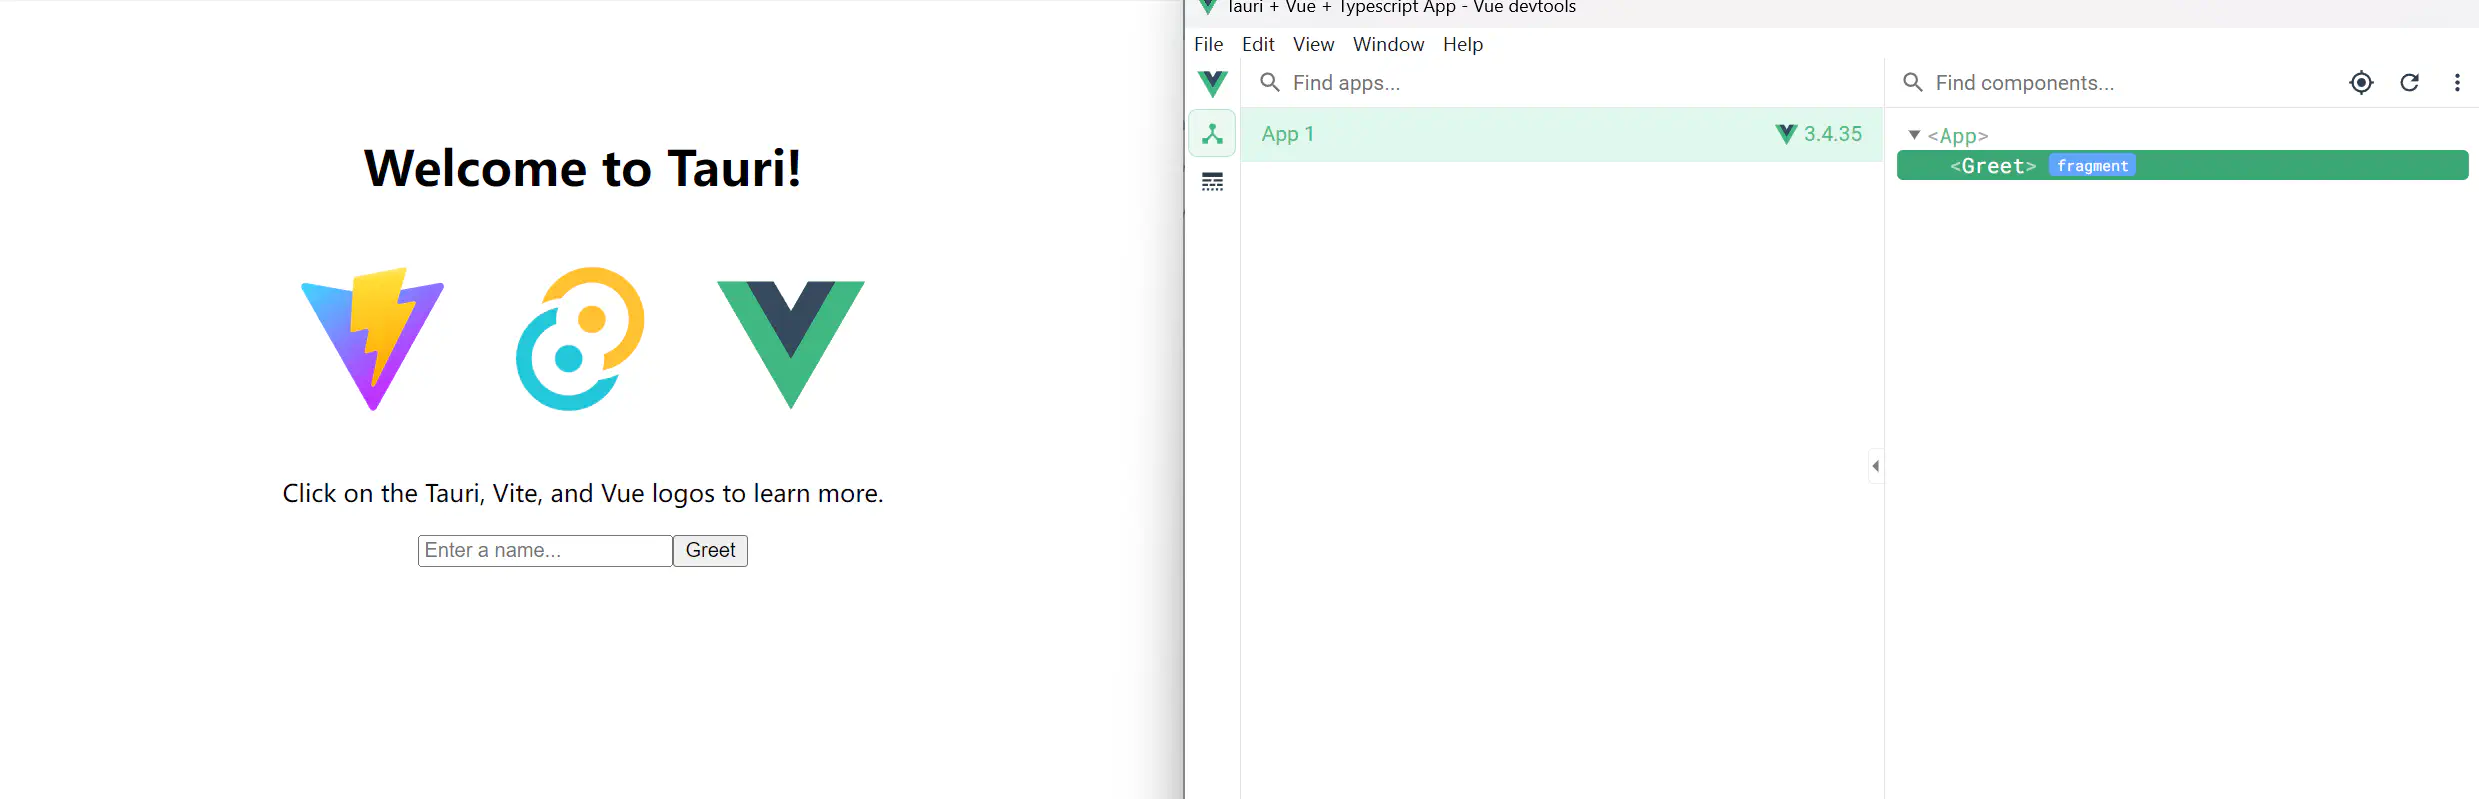 Welcome to Tauri!
Click on the Tauri, Vite, and Vue logos to learn more.
Enter a name...
Greet
Tauri + Vue + Typescript App - Vue devtools
File Edit View Window Help
Find apps...
App 1
3.4.35
Find components...
<App>
<Greet> fragment